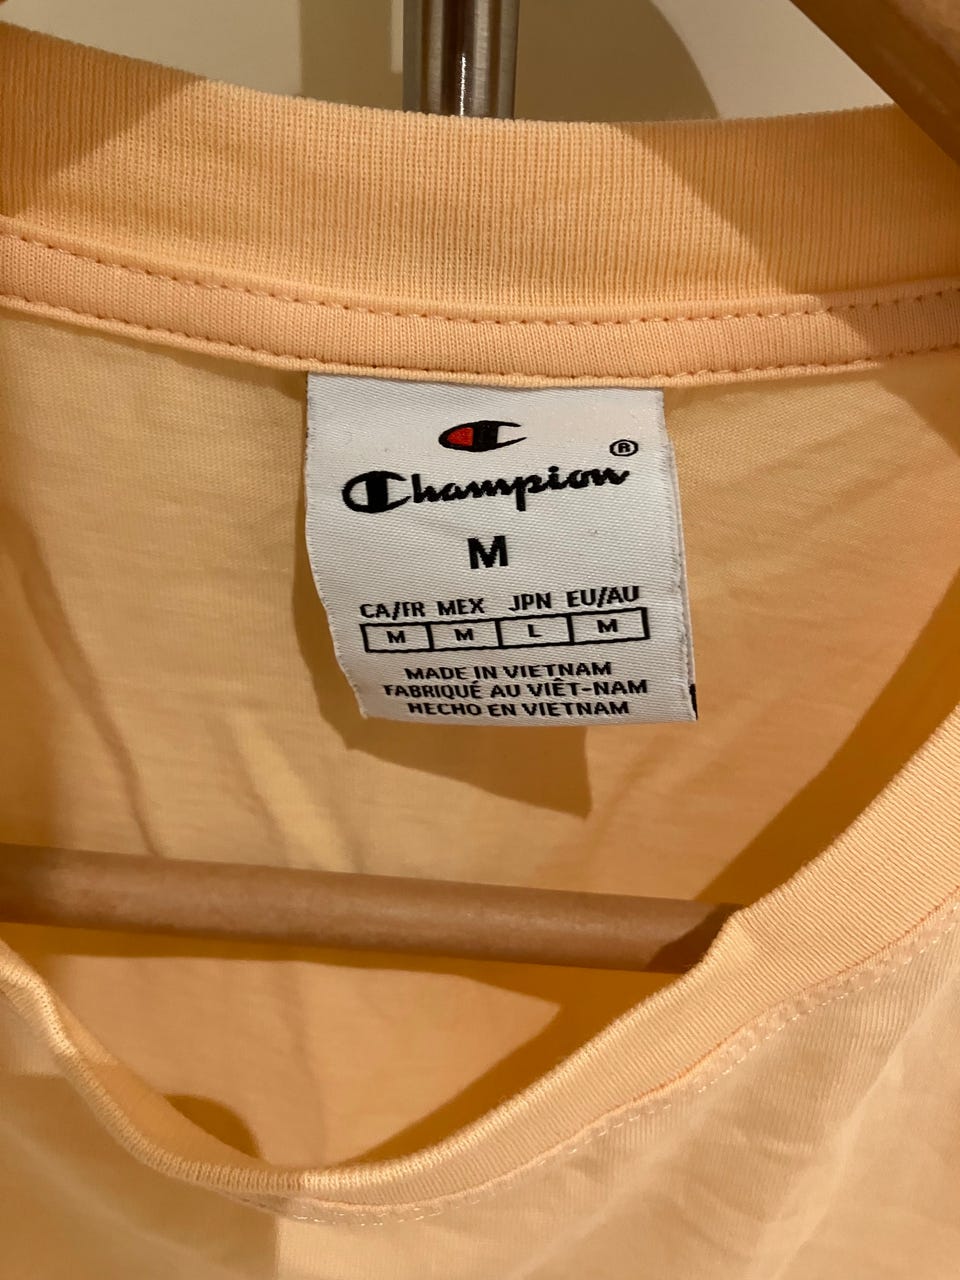 Champion®
M
CA/FR MEX JPN EU/AU
M M L M
MADE IN VIETNAM
FABRIQUÉ AU VIÊT-NAM
HECHO EN VIETNAM